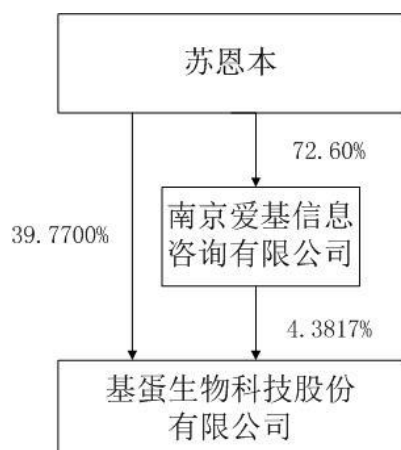 苏恩本
72.60%
南京爱基信息
咨询有限公司
39.7700%
4.3817%
基蛋生物科技股份
有限公司